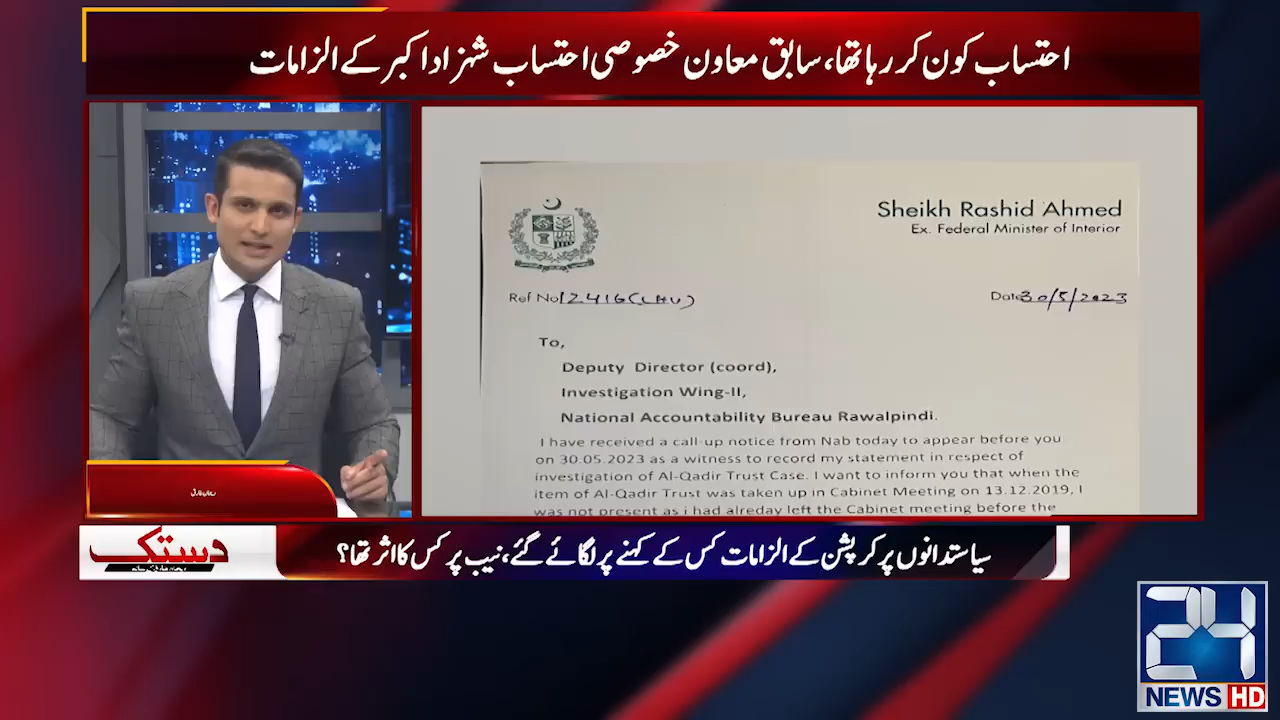 احتساب کون کر رہا تھا، سابق معاون خصوصی احتساب شہزاد اکبر کے الزامات
Sheikh Rashid Ahmed
Ex. Federal Minister of Interior
Ref No 12416(LHV)
Date 30/5/2023
To,
Deputy Director (coord),
Investigation Wing-II,
National Accountability Bureau Rawalpindi.
I have received a call-up notice from Nab today to appear before you
on 30.05.2023 as a witness to record my statement in respect of
investigation of Al-Qadir Trust Case. I want to inform you that when the
item of Al-Qadir Trust was taken up in Cabinet Meeting on 13.12.2019, I
was not present as i had alreday left the Cabinet meeting before the
دستک
سیاستدانوں پر کرپشن کے الزامات کس کے کہنے پر لگائے گئے، نیب پر کس کا اثر تھا؟
24
NEWS HD